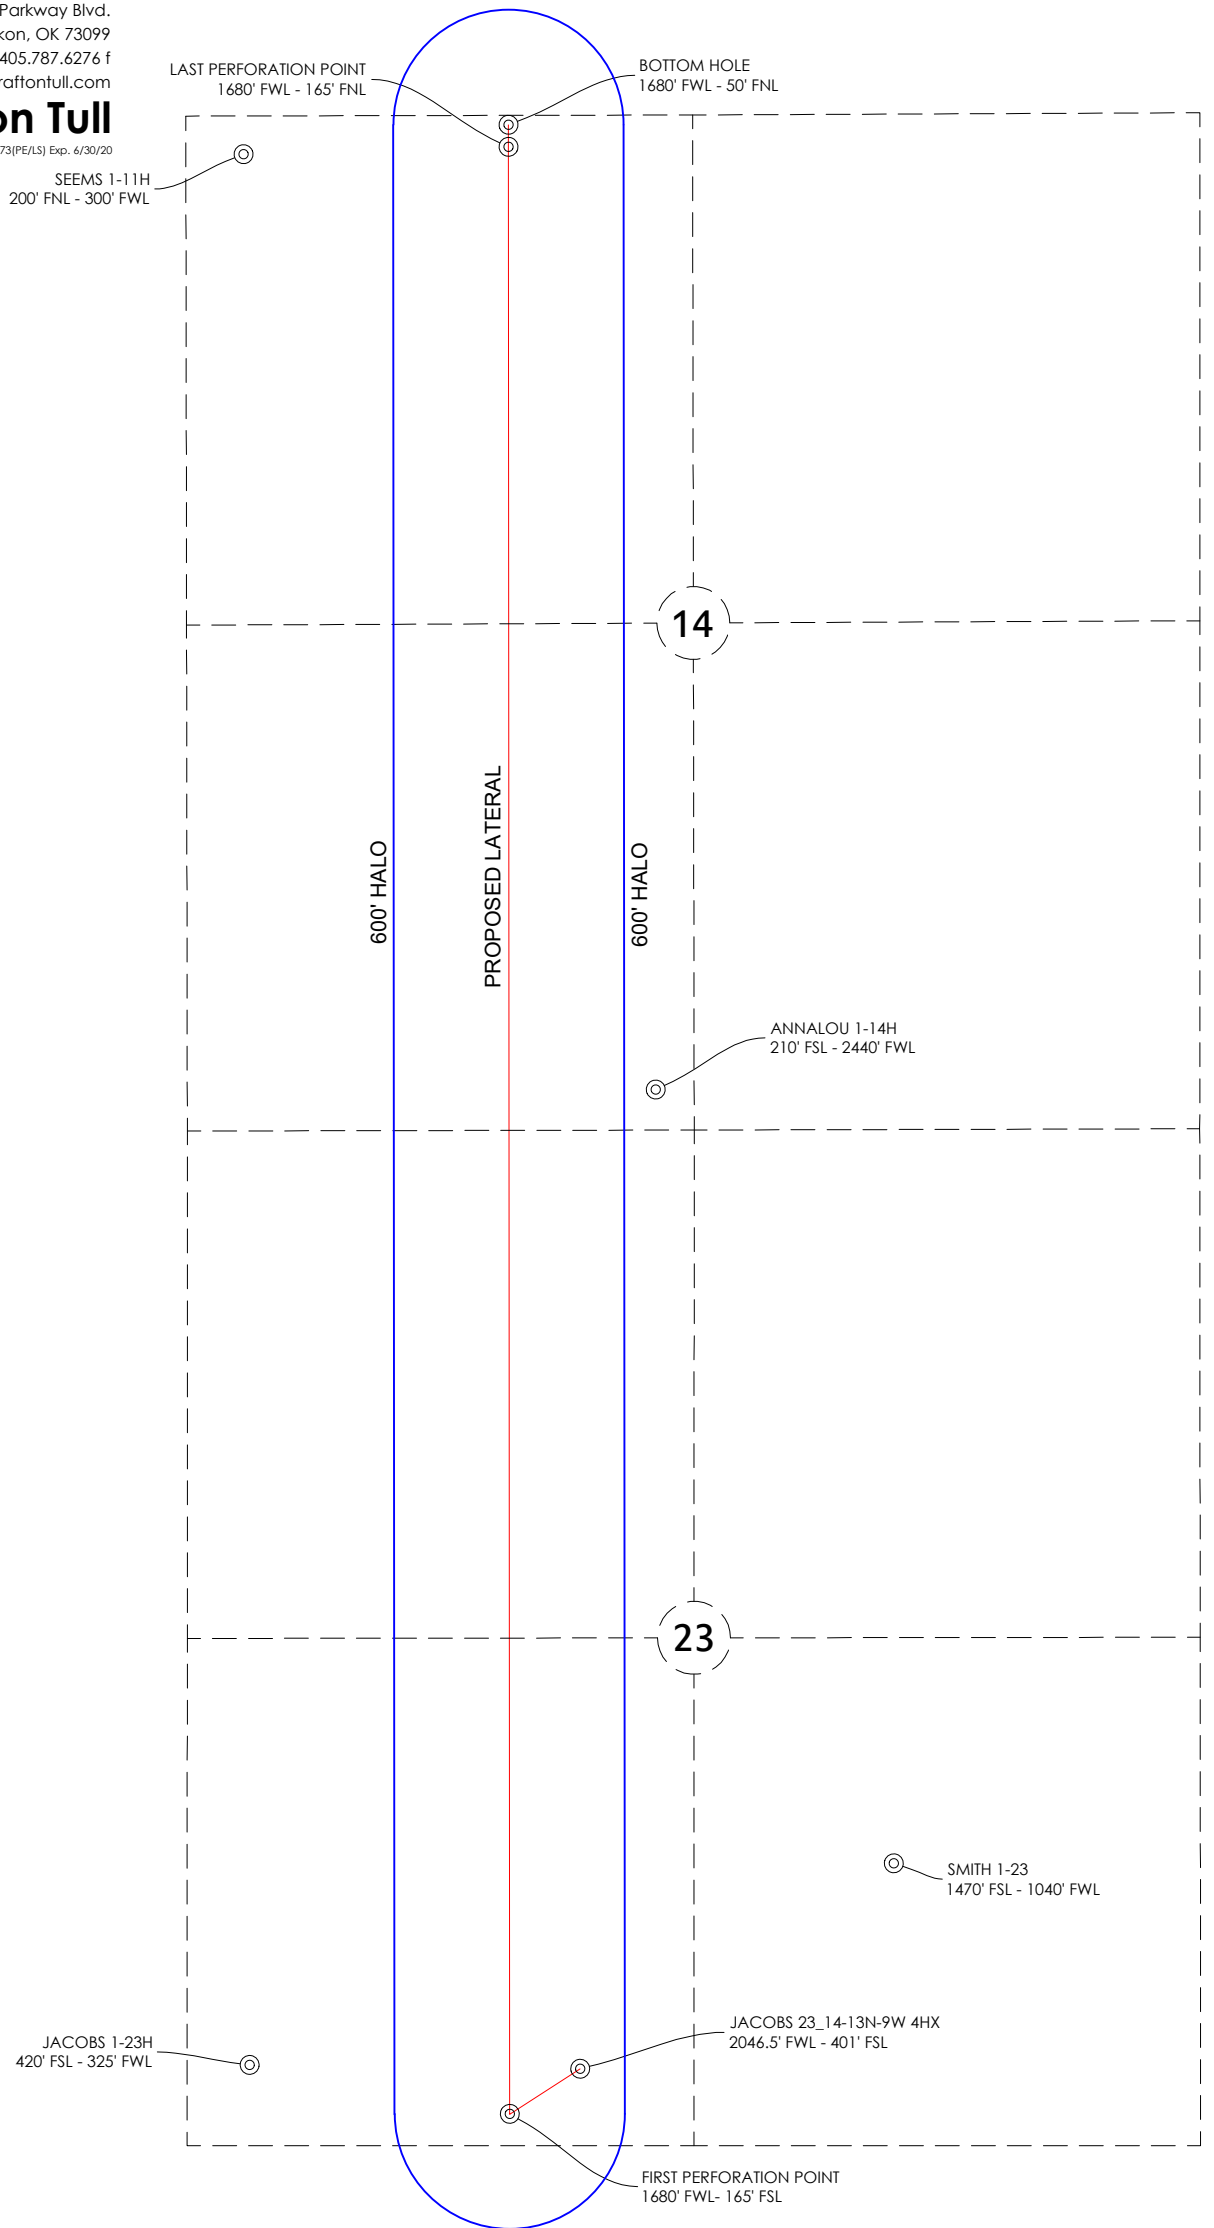 Parkway Blvd.
kon, OK 73099
405.787.6276 f
raftontull.com
on Tull
73(PE/LS) Exp. 6/30/20
LAST PERFORATION POINT
1680' FWL - 165' FNL
BOTTOM HOLE
1680' FWL - 50' FNL
SEEMS 1-11H
200' FNL - 300' FWL
14
PROPOSED LATERAL
600' HALO
600' HALO
ANNALOU 1-14H
210' FSL - 2440' FWL
23
SMITH 1-23
1470' FSL - 1040' FWL
JACOBS 23_14-13N-9W 4HX
2046.5' FWL - 401' FSL
JACOBS 1-23H
420' FSL - 325' FWL
FIRST PERFORATION POINT
1680' FWL- 165' FSL